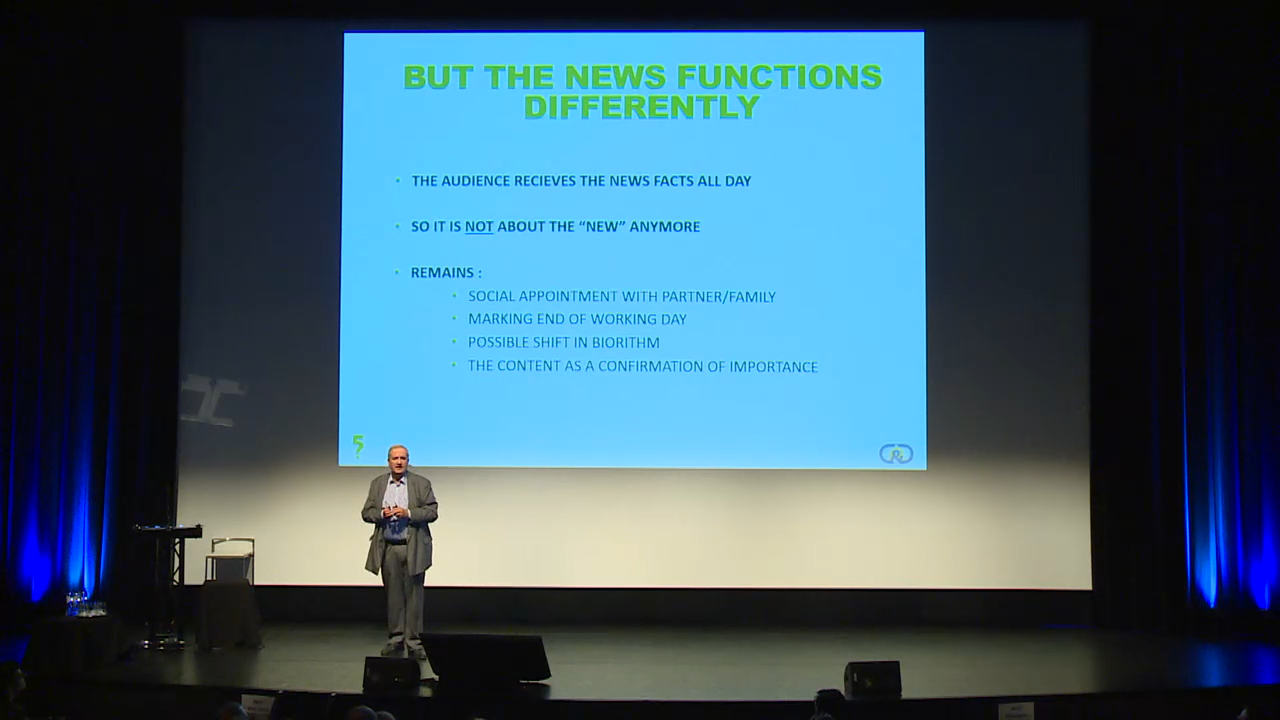 BUT THE NEWS FUNCTIONS
DIFFERENTLY
• THE AUDIENCE RECIEVES THE NEWS FACTS ALL DAY
• SO IT IS NOT ABOUT THE “NEW” ANYMORE
• REMAINS :
• SOCIAL APPOINTMENT WITH PARTNER/FAMILY
• MARKING END OF WORKING DAY
• POSSIBLE SHIFT IN BIORITHM
• THE CONTENT AS A CONFIRMATION OF IMPORTANCE